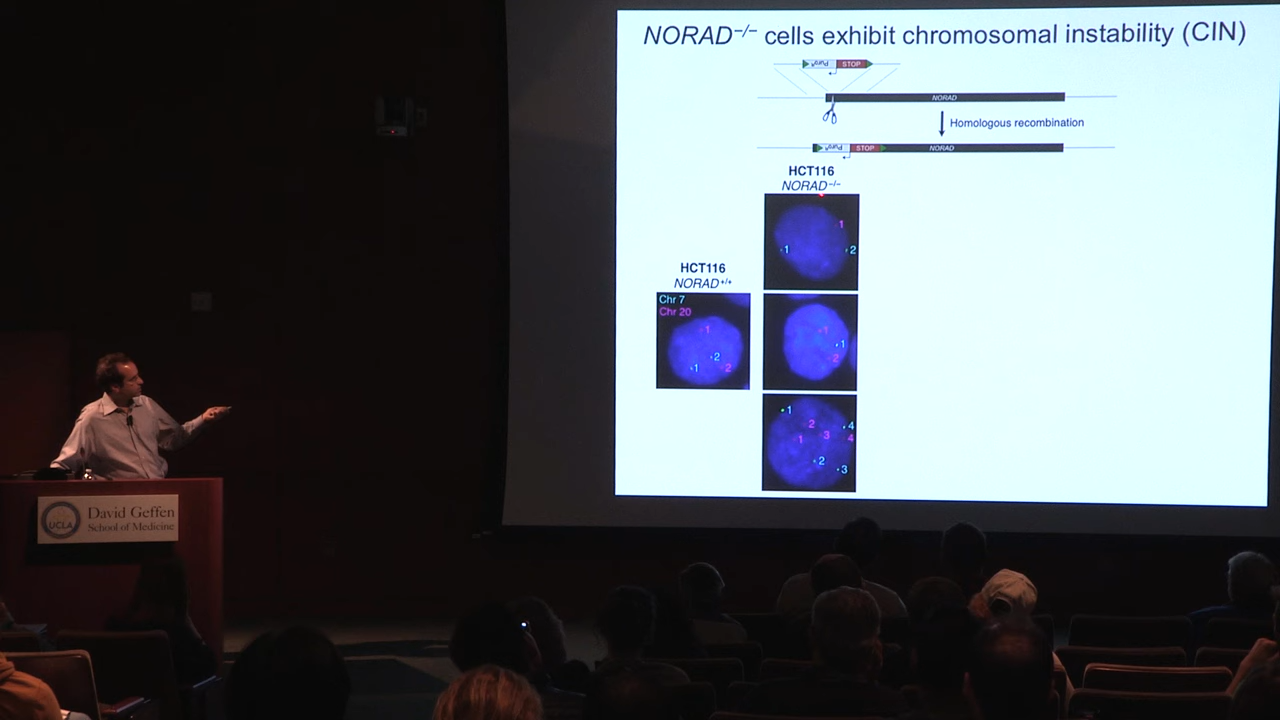 NORAD–/– cells exhibit chromosomal instability (CIN)
PuroR STOP
NORAD
Homologous recombination
PuroR STOP NORAD
HCT116
NORAD–/–
1
1
2
HCT116
NORAD+/+
Chr 7
Chr 20
1
2
1
2
1
1
2
1
2
4
1
3
4
2
3
UCLA
David Geffen
School of Medicine